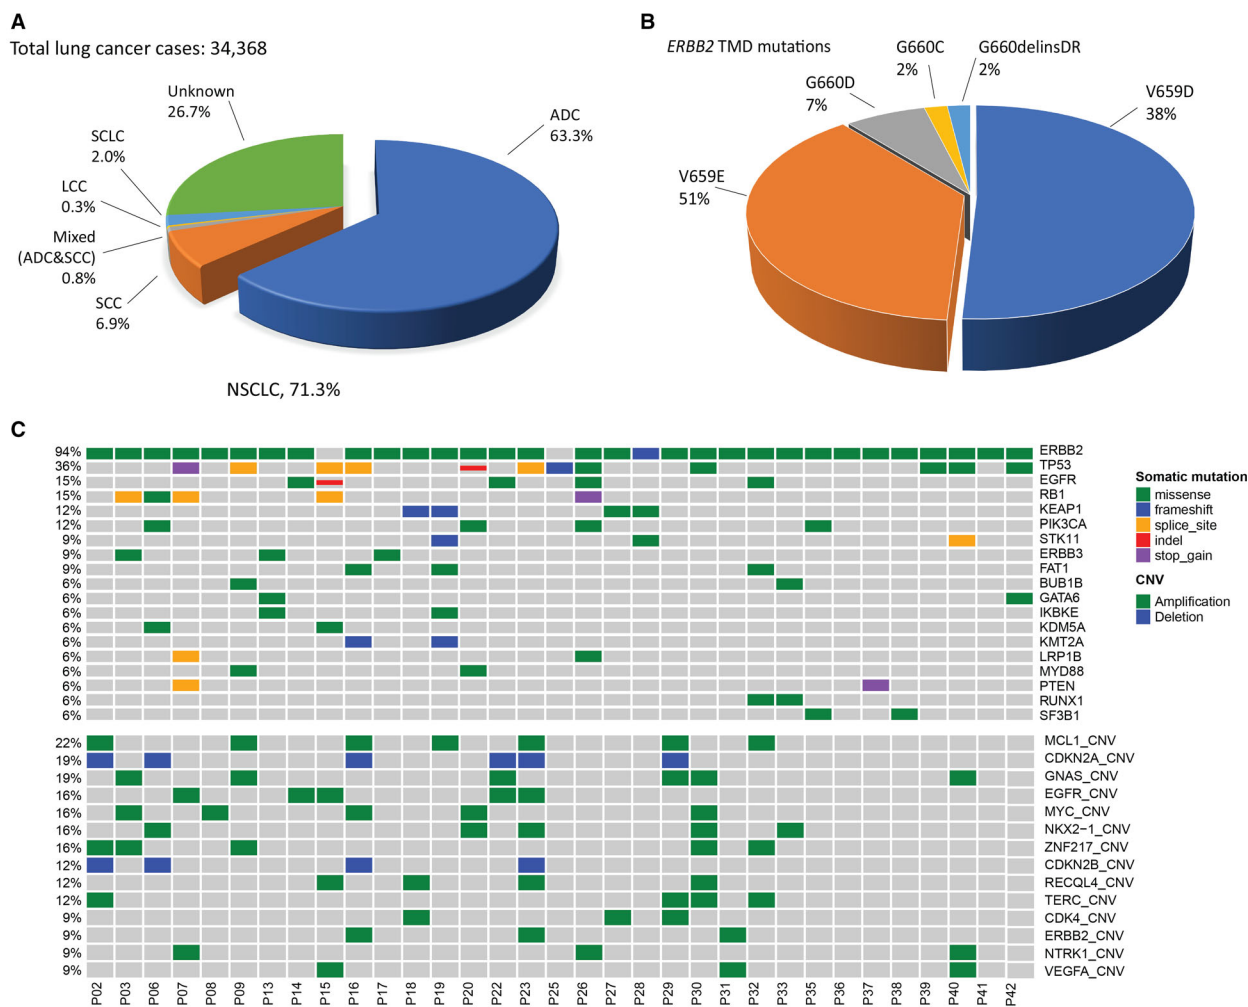 A
Total lung cancer cases: 34,368
Unknown
26.7%
SCLC
2.0%
LCC
0.3%
Mixed
(ADC&SCC)
0.8%
SCC
6.9%
ADC
63.3%
NSCLC, 71.3%
B
ERBB2 TMD mutations
G660C
2%
G660delinsDR
2%
G660D
7%
V659D
38%
V659E
51%
C
94% ERBB2
36% TP53
15% EGFR
15% RB1
12% KEAP1
12% PIK3CA
9% STK11
9% ERBB3
9% FAT1
6% BUB1B
6% GATA6
6% IKBKE
6% KDM5A
6% KMT2A
6% LRP1B
6% MYD88
6% PTEN
6% RUNX1
6% SF3B1
22% MCL1_CNV
19% CDKN2A_CNV
19% GNAS_CNV
16% EGFR_CNV
16% MYC_CNV
16% NKX2−1_CNV
16% ZNF217_CNV
12% CDKN2B_CNV
12% RECQL4_CNV
12% TERC_CNV
9% CDK4_CNV
9% ERBB2_CNV
9% NTRK1_CNV
9% VEGFA_CNV
P02 P03 P06 P07 P08 P09 P13 P14 P15 P16 P17 P18 P19 P20 P22 P23 P25 P26 P27 P28 P29 P30 P31 P32 P33 P35 P36 P37 P38 P39 P40 P41 P42
Somatic mutation
missense
frameshift
splice_site
indel
stop_gain
CNV
Amplification
Deletion